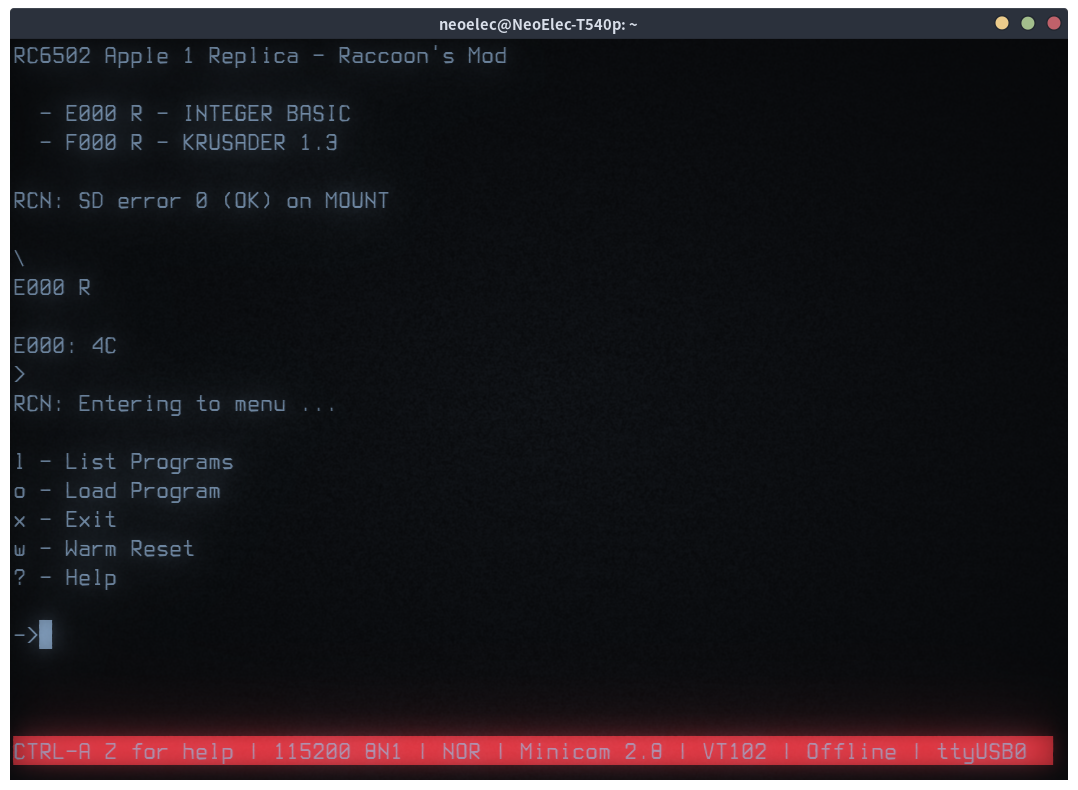 neoelec@NeoElec-T540p: ~
RC6502 Apple 1 Replica - Raccoon's Mod
- E000 R - INTEGER BASIC
- F000 R - KRUSADER 1.3
RCN: SD error 0 (OK) on MOUNT
\
E000 R
E000: 4C
>
RCN: Entering to menu ...
l - List Programs
o - Load Program
x - Exit
w - Warm Reset
? - Help
->
CTRL-A Z for help | 115200 8N1 | NOR | Minicom 2.8 | VT102 | Offline | ttyUSB0